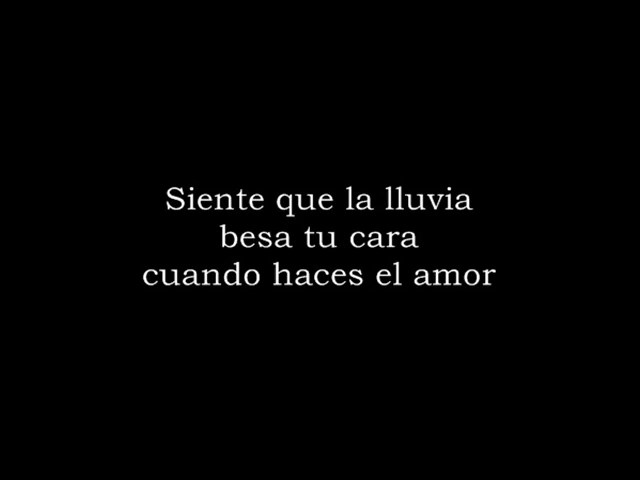 Siente que la lluvia
besa tu cara
cuando haces el amor